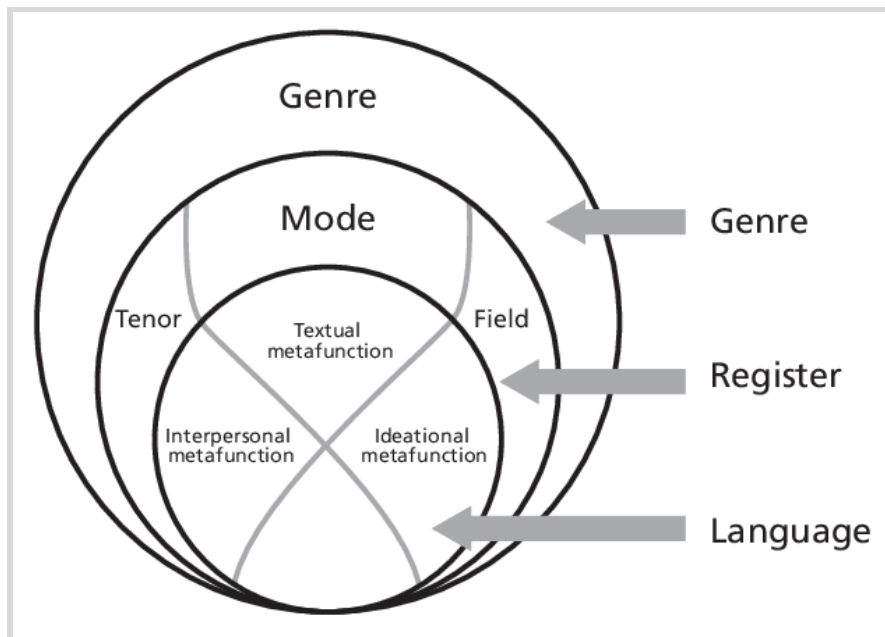 Genre
Mode
Genre
Tenor
Field
Textual
metafunction
Register
Interpersonal
metafunction
Ideational
metafunction
Language